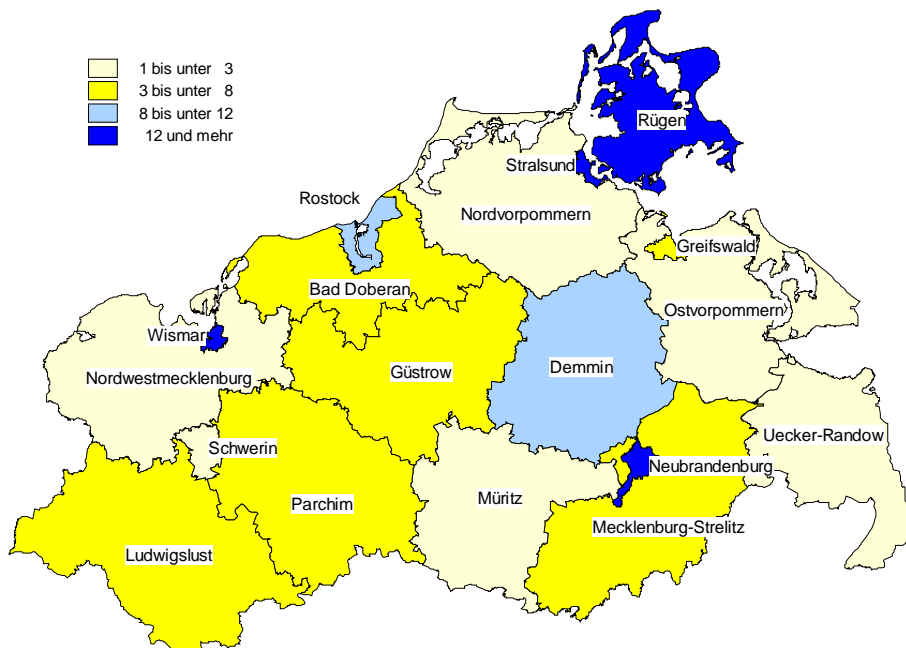 1 bis unter 3
3 bis unter 8
8 bis unter 12
12 und mehr
Rügen
Stralsund
Rostock
Nordvorpommern
Greifswald
Bad Doberan
Ostvorpommern
Wismar
Güstrow
Demmin
Nordwestmecklenburg
Uecker-Randow
Schwerin
Neubrandenburg
Müritz
Parchim
Mecklenburg-Strelitz
Ludwigslust